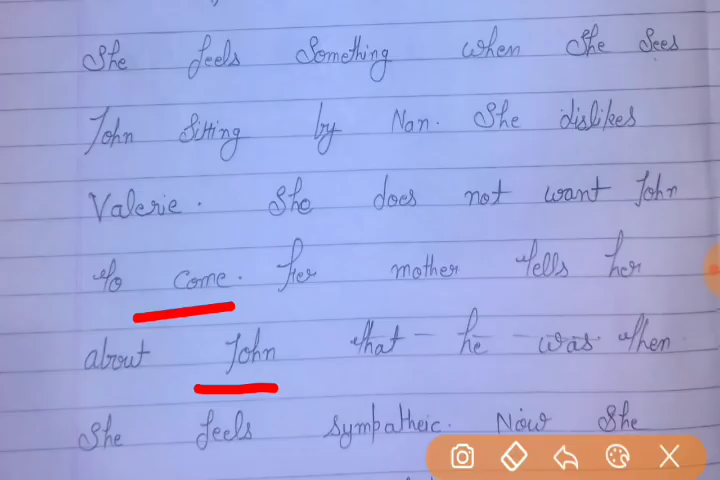 She feels Something when She Sees
John Sitting by Nan. She dislikes
Valerie. She does not want John
to come. Her mother tells her
about John that he was then
She feels sympatheic. Now She